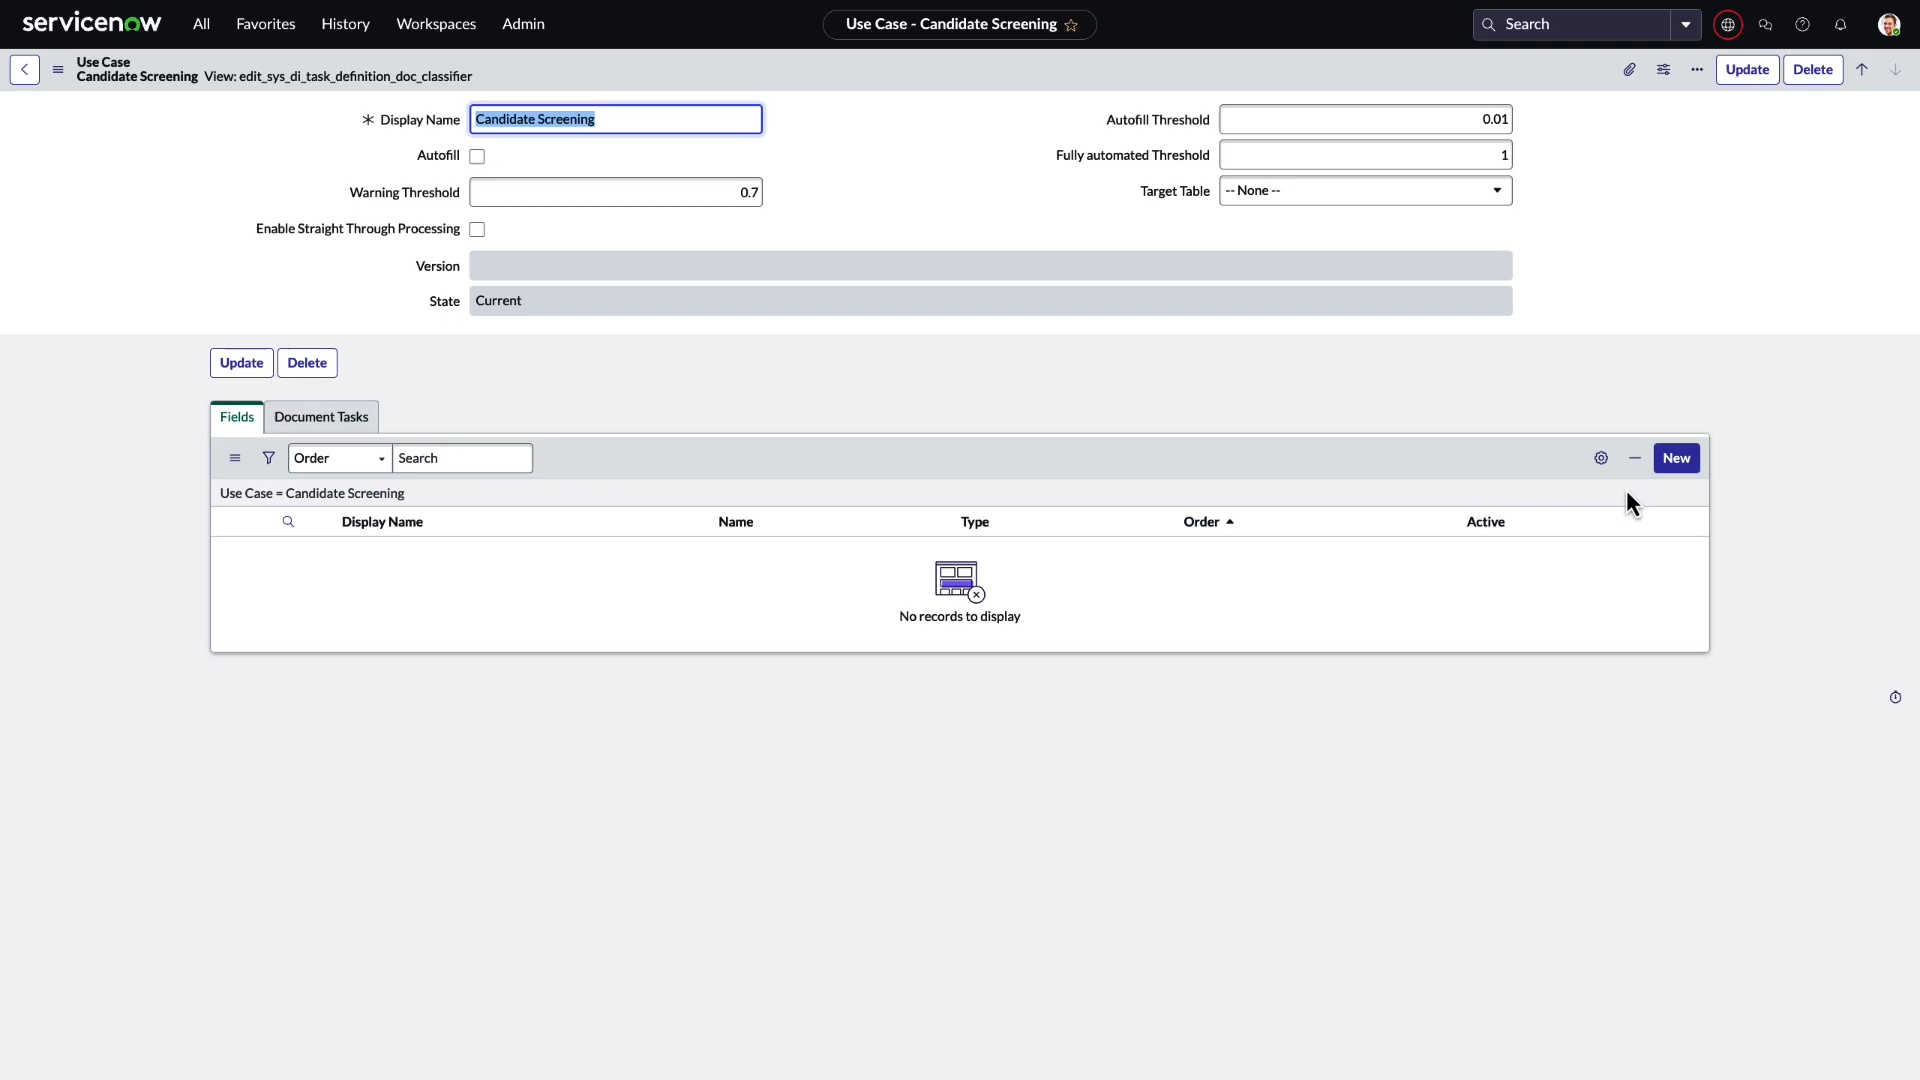 servicenow All Favorites History Workspaces Admin Use Case - Candidate Screening Search
Use Case
Candidate Screening View: edit_sys_di_task_definition_doc_classifier
Update Delete
Display Name Candidate Screening
Autofill Threshold 0.01
Autofill
Fully automated Threshold 1
Warning Threshold 0.7
Target Table -- None --
Enable Straight Through Processing
Version
State Current
Update Delete
Fields Document Tasks
Order Search New
Use Case = Candidate Screening
Display Name Name Type Order Active
No records to display